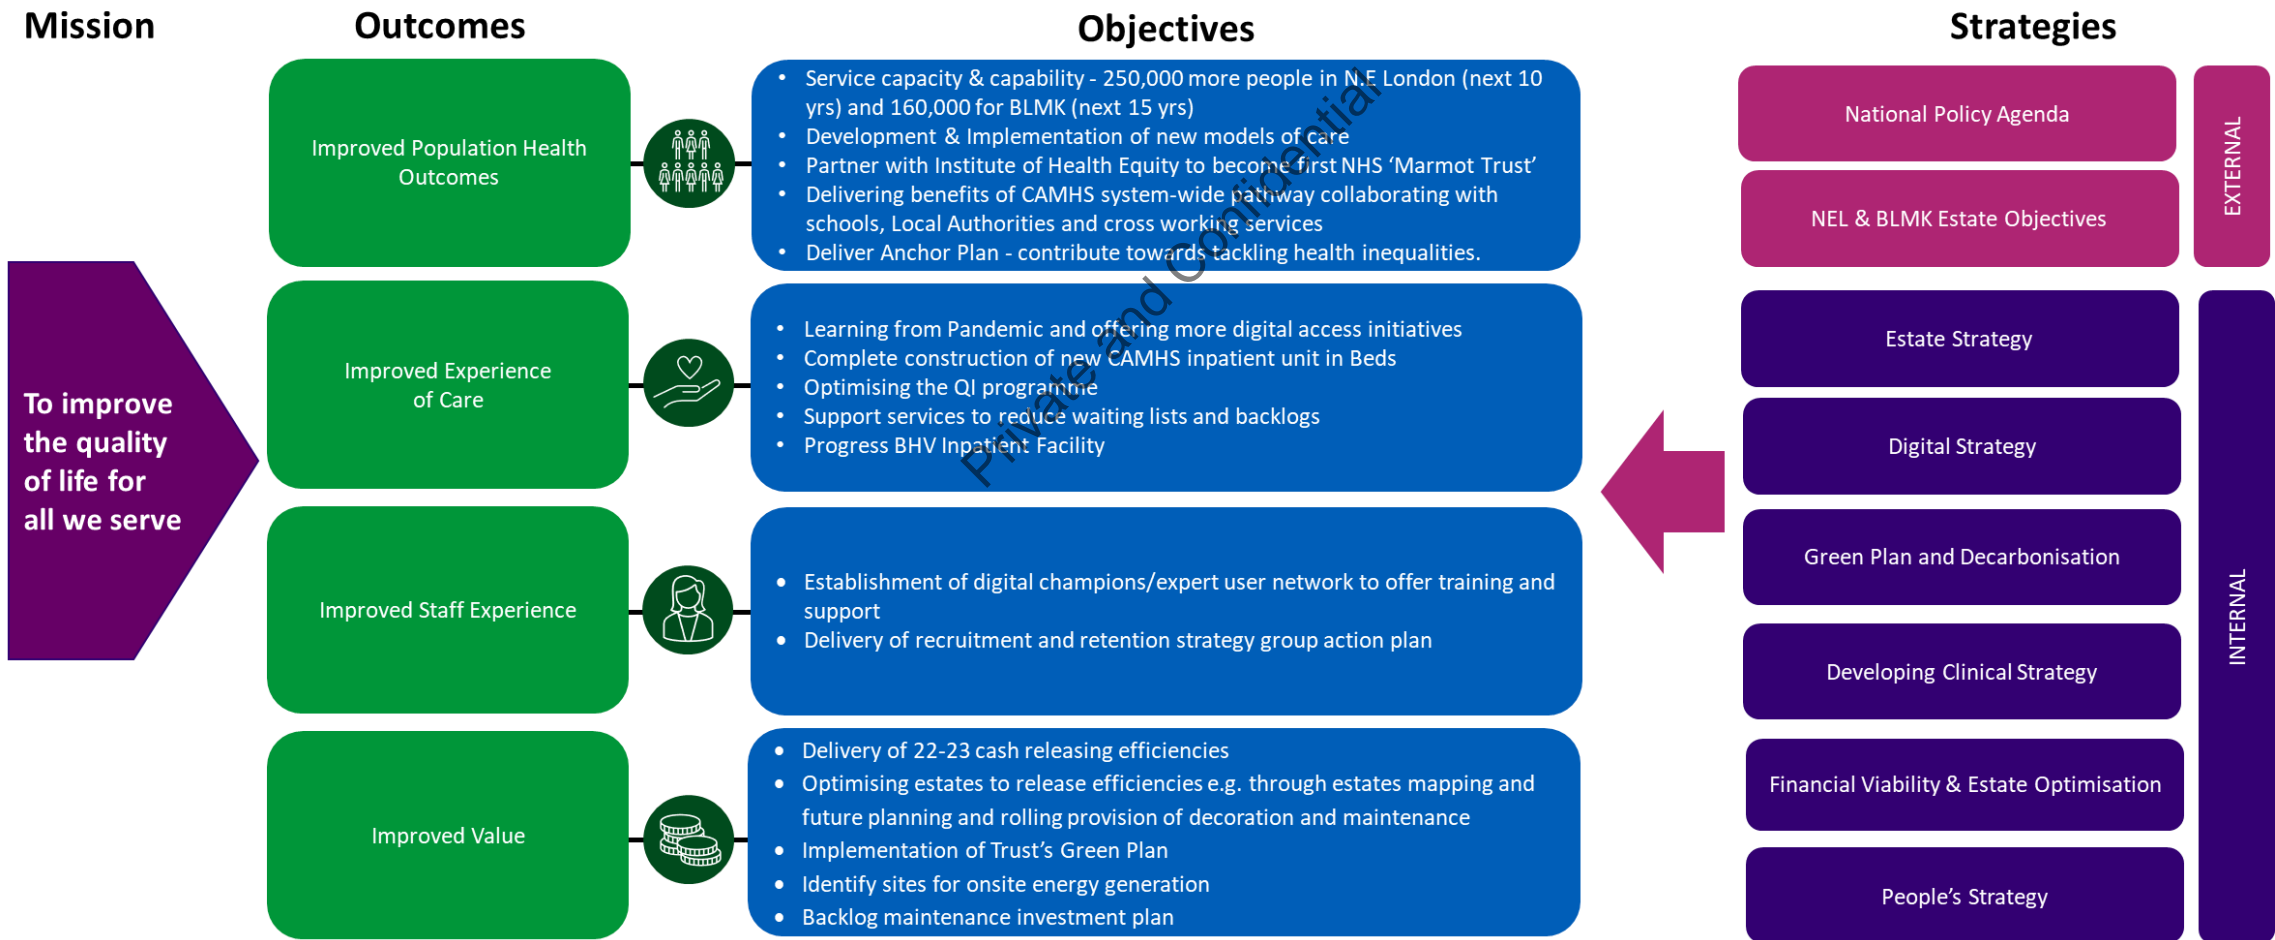 Mission
Outcomes
Objectives
Strategies
To improve
the quality
of life for
all we serve
Improved Population Health
Outcomes
• Service capacity & capability - 250,000 more people in N.E London (next 10
yrs) and 160,000 for BLMK (next 15 yrs)
• Development & Implementation of new models of care
• Partner with Institute of Health Equity to become first NHS ‘Marmot Trust’
• Delivering benefits of CAMHS system-wide pathway collaborating with
schools, Local Authorities and cross working services
• Deliver Anchor Plan - contribute towards tackling health inequalities.
Improved Experience
of Care
• Learning from Pandemic and offering more digital access initiatives
• Complete construction of new CAMHS inpatient unit in Beds
• Optimising the QI programme
• Support services to reduce waiting lists and backlogs
• Progress BHV Inpatient Facility
Improved Staff Experience
• Establishment of digital champions/expert user network to offer training and
support
• Delivery of recruitment and retention strategy group action plan
Improved Value
• Delivery of 22-23 cash releasing efficiencies
• Optimising estates to release efficiencies e.g. through estates mapping and
future planning and rolling provision of decoration and maintenance
• Implementation of Trust’s Green Plan
• Identify sites for onsite energy generation
• Backlog maintenance investment plan
Private and Confidential
National Policy Agenda
NEL & BLMK Estate Objectives
EXTERNAL
Estate Strategy
Digital Strategy
Green Plan and Decarbonisation
Developing Clinical Strategy
Financial Viability & Estate Optimisation
People’s Strategy
INTERNAL